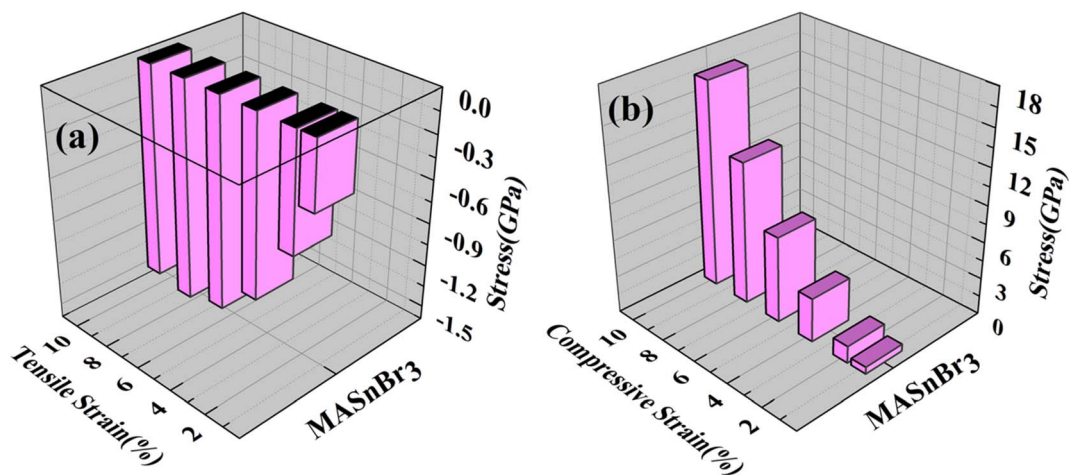 (a)
0.0
-0.3
-0.6
-0.9
-1.2
-1.5
Stress(GPa)
10
8
6
4
2
Tensile Strain(%)
MASnBr3
(b)
18
15
12
9
6
3
0
Stress(GPa)
10
8
6
4
2
Compressive Strain(%)
MASnBr3